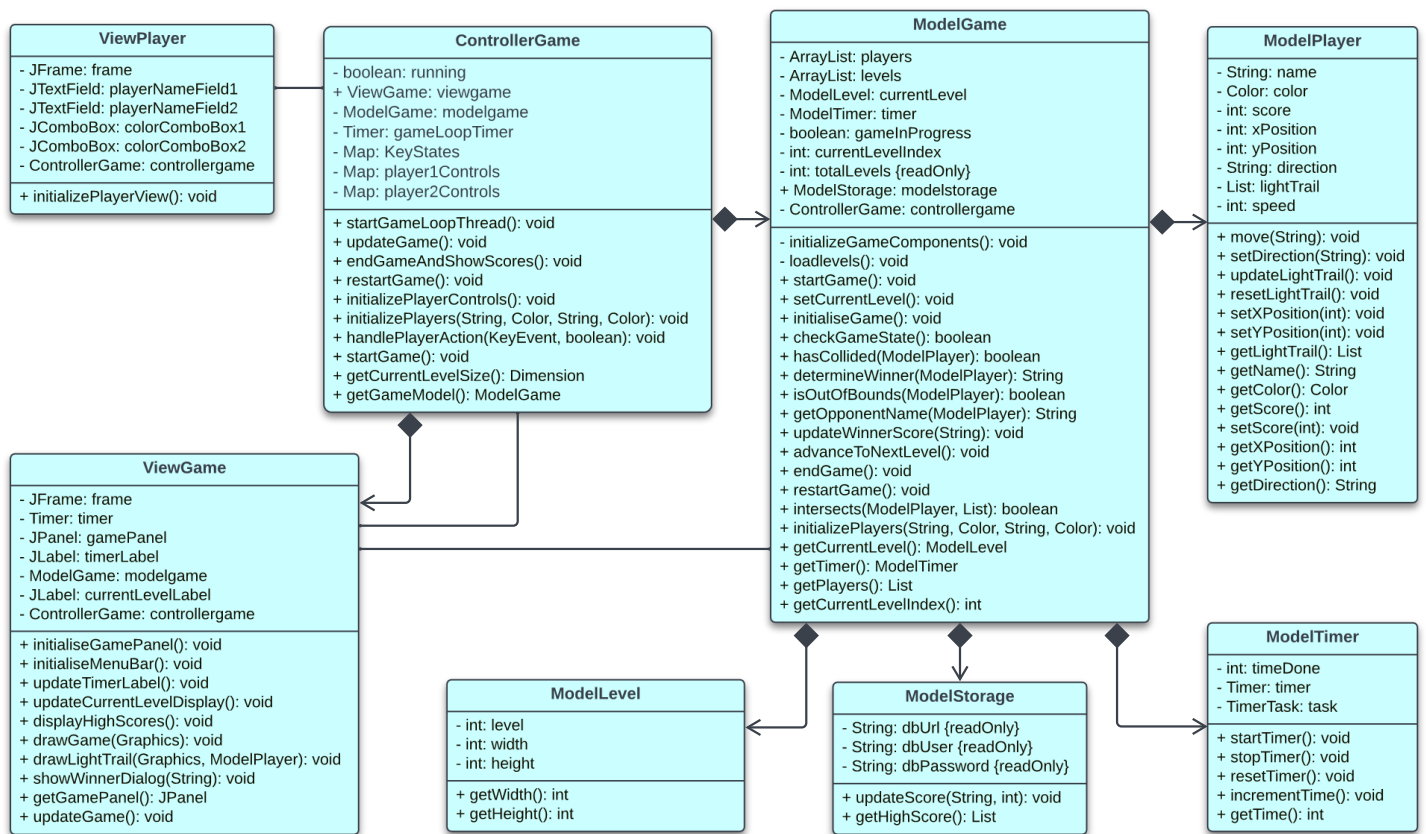 ViewPlayer
- JFrame: frame
- JTextField: playerNameField1
- JTextField: playerNameField2
- JComboBox: colorComboBox1
- JComboBox: colorComboBox2
- ControllerGame: controllergame
+ initializePlayerView(): void
ControllerGame
- boolean: running
+ ViewGame: viewgame
- ModelGame: modelgame
- Timer: gameLoopTimer
- Map: KeyStates
- Map: player1Controls
- Map: player2Controls
+ startGameLoopThread(): void
+ updateGame(): void
+ endGameAndShowScores(): void
+ restartGame(): void
+ initializePlayerControls(): void
+ initializePlayers(String, Color, String, Color): void
+ handlePlayerAction(KeyEvent, boolean): void
+ startGame(): void
+ getCurrentLevelSize(): Dimension
+ getGameModel(): ModelGame
ModelGame
- ArrayList: players
- ArrayList: levels
- ModelLevel: currentLevel
- ModelTimer: timer
- boolean: gameInProgress
- int: currentLevelIndex
- int: totalLevels {readOnly}
+ ModelStorage: modelstorage
- ControllerGame: controllergame
- initializeGameComponents(): void
- loadlevels(): void
+ startGame(): void
+ setCurrentLevel(): void
+ initialiseGame(): void
+ checkGameState(): boolean
+ hasCollided(ModelPlayer): boolean
+ determineWinner(ModelPlayer): String
+ isOutOfBounds(ModelPlayer): boolean
+ getOpponentName(ModelPlayer): String
+ updateWinnerScore(String): void
+ advanceToNextLevel(): void
+ endGame(): void
+ restartGame(): void
+ intersects(ModelPlayer, List): boolean
+ initializePlayers(String, Color, String, Color): void
+ getCurrentLevel(): ModelLevel
+ getTimer(): ModelTimer
+ getPlayers(): List
+ getCurrentLevelIndex(): int
ModelPlayer
- String: name
- Color: color
- int: score
- int: xPosition
- int: yPosition
- String: direction
- List: lightTrail
- int: speed
+ move(String): void
+ setDirection(String): void
+ updateLightTrail(): void
+ resetLightTrail(): void
+ setXPosition(int): void
+ setYPosition(int): void
+ getLightTrail(): List
+ getName(): String
+ getColor(): Color
+ getScore(): int
+ setScore(int): void
+ getXPosition(): int
+ getYPosition(): int
+ getDirection(): String
ViewGame
- JFrame: frame
- Timer: timer
- JPanel: gamePanel
- JLabel: timerLabel
- ModelGame: modelgame
- JLabel: currentLevelLabel
- ControllerGame: controllergame
+ initialiseGamePanel(): void
+ initialiseMenuBar(): void
+ updateTimerLabel(): void
+ updateCurrentLevelDisplay(): void
+ displayHighScores(): void
+ drawGame(Graphics): void
+ drawLightTrail(Graphics, ModelPlayer): void
+ showWinnerDialog(String): void
+ getGamePanel(): JPanel
+ updateGame(): void
ModelLevel
- int: level
- int: width
- int: height
+ getWidth(): int
+ getHeight(): int
ModelStorage
- String: dbUrl {readOnly}
- String: dbUser {readOnly}
- String: dbPassword {readOnly}
+ updateScore(String, int): void
+ getHighScore(): List
ModelTimer
- int: timeDone
- Timer: timer
- TimerTask: task
+ startTimer(): void
+ stopTimer(): void
+ resetTimer(): void
+ incrementTime(): void
+ getTime(): int